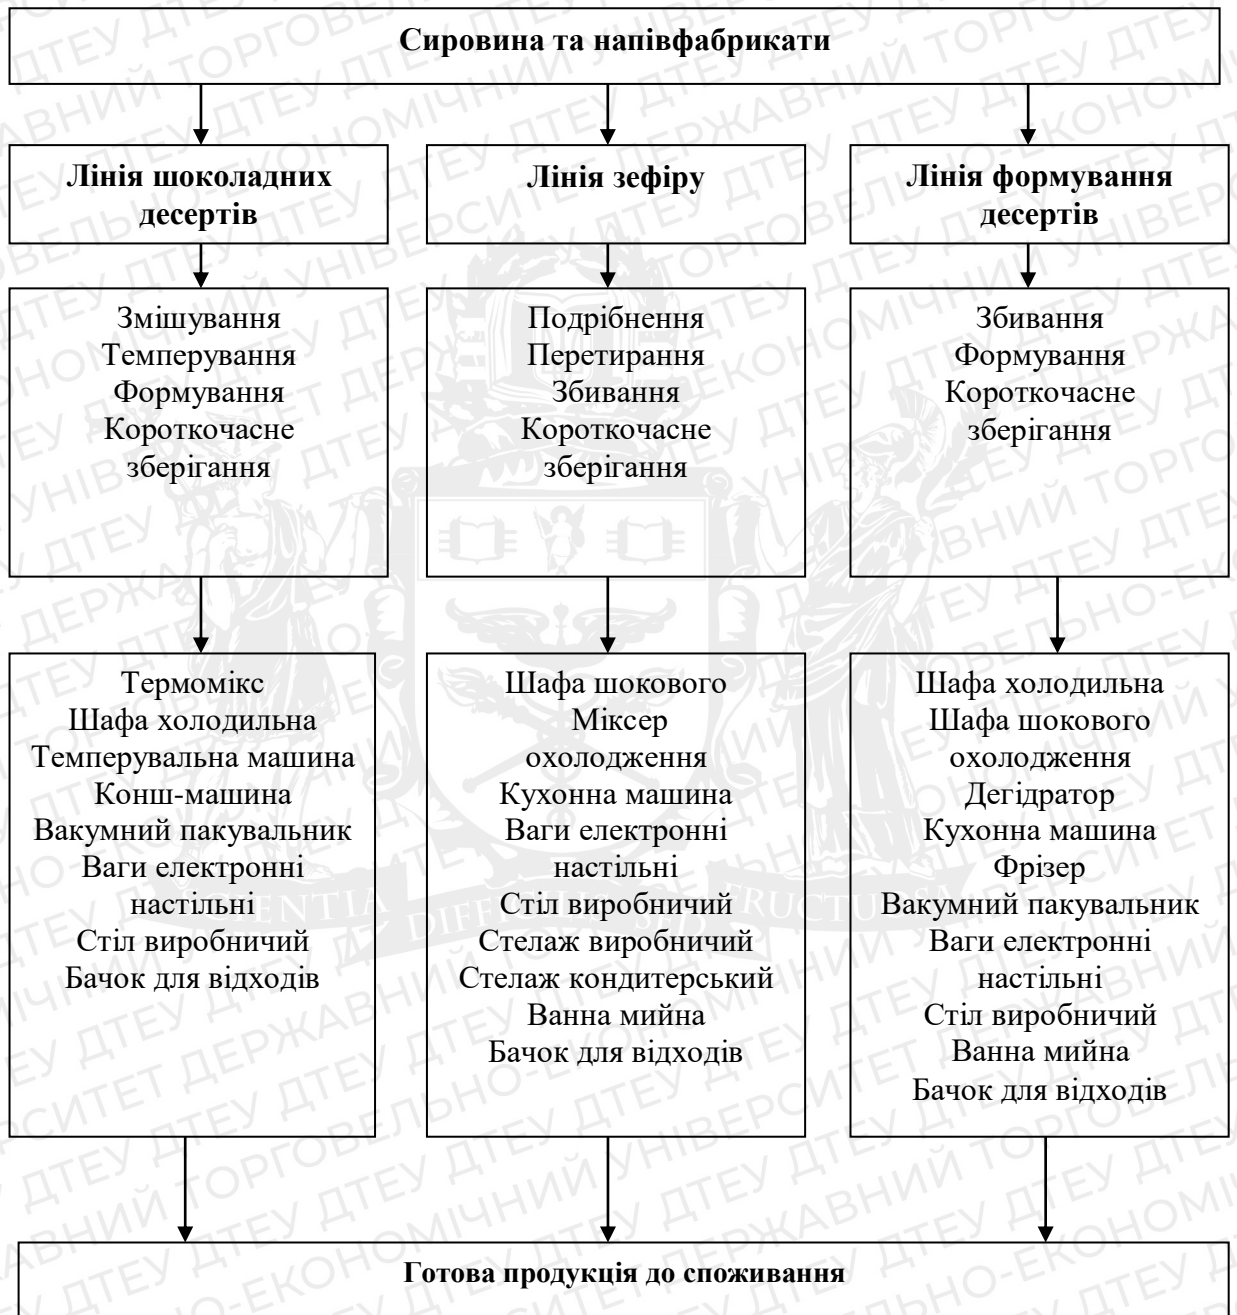 Сировина та напівфабрикати
Лінія шоколадних
десертів
Лінія зефіру
Лінія формування
десертів
Змішування
Темперування
Формування
Короткочасне
зберігання
Подрібнення
Перетирання
Збивання
Короткочасне
зберігання
Збивання
Формування
Короткочасне
зберігання
Термомікс
Шафа холодильна
Темперувальна машина
Конш-машина
Вакумний пакувальник
Ваги електронні
настільні
Стіл виробничий
Бачок для відходів
Шафа шокового
Міксер
охолодження
Кухонна машина
Ваги електронні
настільні
Стіл виробничий
Стелаж виробничий
Стелаж кондитерський
Ванна мийна
Бачок для відходів
Шафа холодильна
Шафа шокового
охолодження
Дегідратор
Кухонна машина
Фрізер
Вакумний пакувальник
Ваги електронні
настільні
Стіл виробничий
Ванна мийна
Бачок для відходів
Готова продукція до споживання